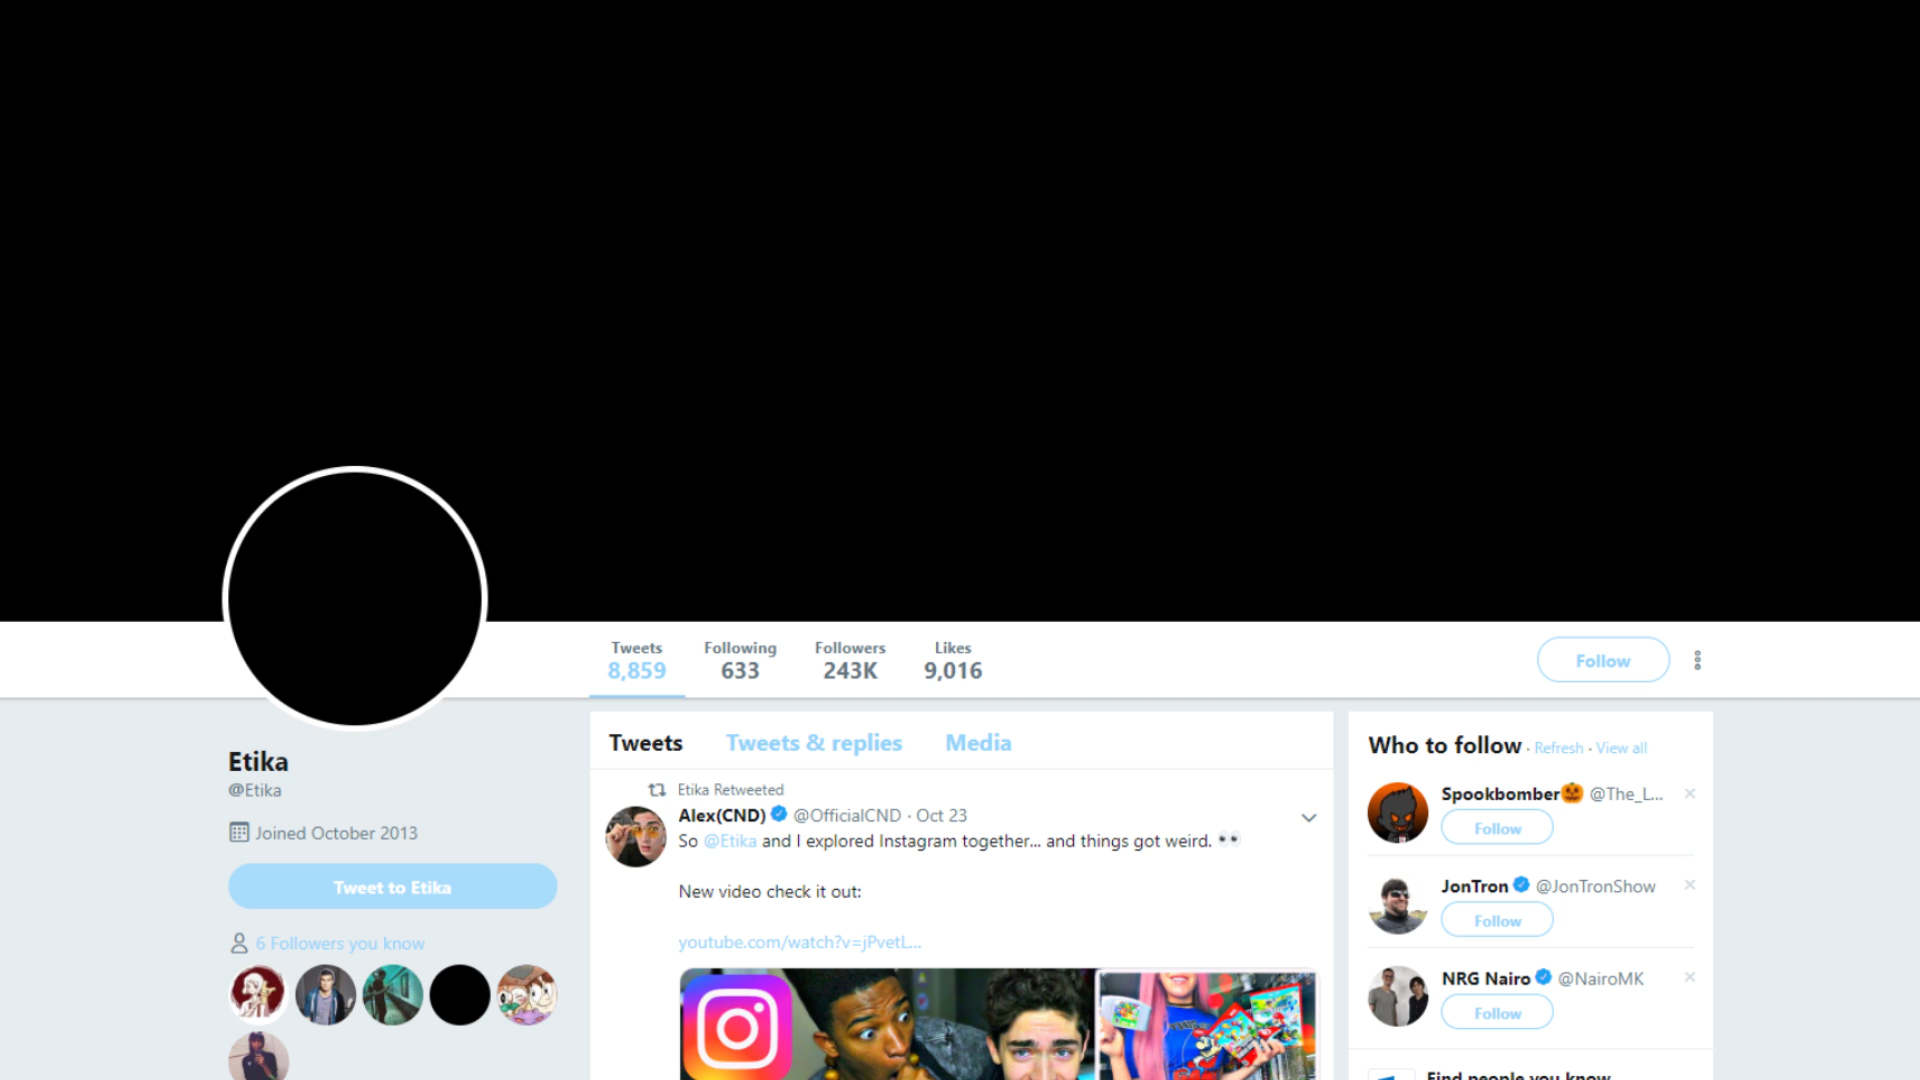 Tweets Following Followers Likes
8,859 633 243K 9,016
Follow
Etika
@Etika
Joined October 2013
Tweet to Etika
6 Followers you know
Tweets Tweets & replies Media
Etika Retweeted
Alex(CND) @OfficialCND · Oct 23
So @Etika and I explored Instagram together... and things got weird. 👀
New video check it out:
youtube.com/watch?v=jPvetL...
Who to follow · Refresh · View all
Spookbomber🎃 @The_L...
Follow
JonTron @JonTronShow
Follow
NRG Nairo @NairoMK
Follow
Find people you know